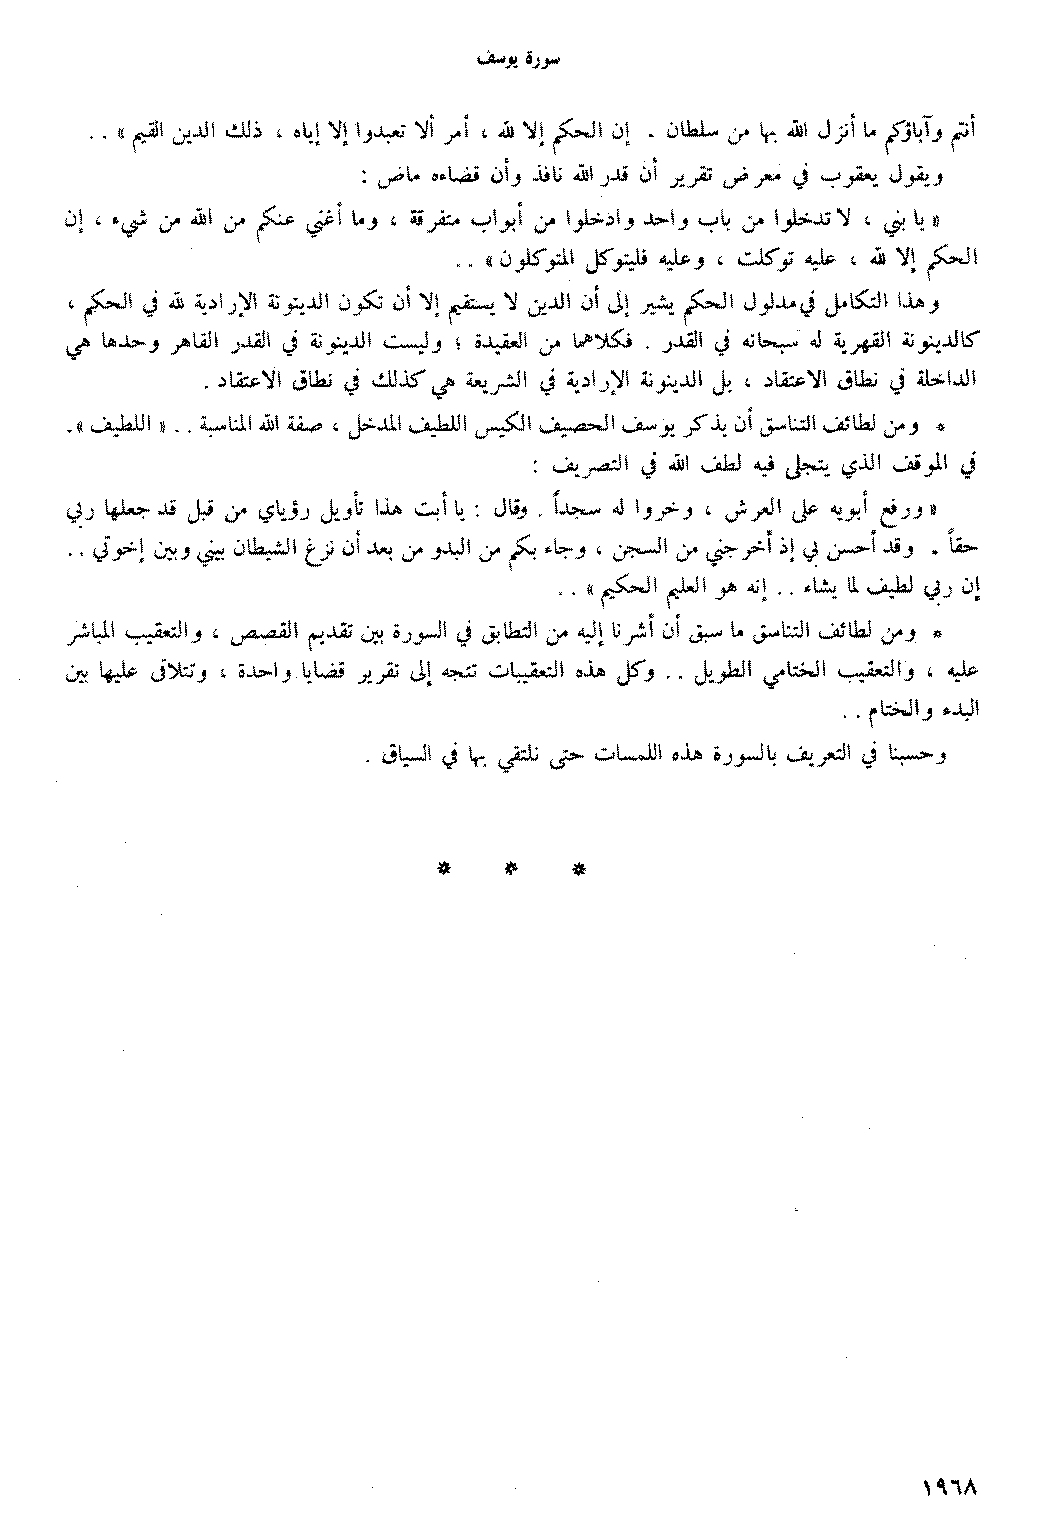 سورة يوسف
أنتم وآباؤكم ما أنزل الله بها من سلطان . إن الحكم إلا لله ، أمر ألا تعبدوا إلا إياه ، ذلك الدين القيم » . .
ويقول يعقوب في معرض تقرير أن قدر الله نافذ وأن قضاءه ماض :
« يا بني ، لا تدخلوا من باب واحد وادخلوا من أبواب متفرقة ، وما أغني عنكم من الله من شيء ، إن
الحكم إلا لله ، عليه توكلت ، وعليه فليتوكل المتوكلون » . .
وهذا التكامل في مدلول الحكم يشير إلى أن الدين لا يستقيم إلا أن تكون الدينونة الإرادية لله في الحكم ،
كالدينونة القهرية له سبحانه في القدر . فكلاهما من العقيدة ؛ وليست الدينونة في القدر القاهر وحدها هي
الداخلة في نطاق الاعتقاد ، بل الدينونة الإرادية في الشريعة هي كذلك في نطاق الاعتقاد .
* ومن لطائف التناسق أن يذكر يوسف الحصيف الكيس اللطيف المدخل ، صفة الله المناسبة . . « اللطيف » .
في الموقف الذي يتجلى فيه لطف الله في التصريف :
« ورفع أبويه على العرش ، وخروا له سجداً . وقال : يا أبت هذا تأويل رؤياي من قبل قد جعلها ربي
حقاً . وقد أحسن بي إذ أخرجني من السجن ، وجاء بكم من البدو من بعد أن نزغ الشيطان بيني وبين إخوتي . .
إن ربي لطيف لما يشاء . . إنه هو العليم الحكيم » . .
* ومن لطائف التناسق ما سبق أن أشرنا إليه من التطابق في السورة بين تقديم القصص ، والتعقيب المباشر
عليه ، والتعقيب الختامي الطويل . . وكل هذه التعقيبات تتجه إلى تقرير قضايا واحدة ، وتتلاقى عليها بين
البدء والختام . .
وحسبنا في التعريف بالسورة هذه اللمسات حتى نلتقي بها في السياق .
* * *
١٩٦٨